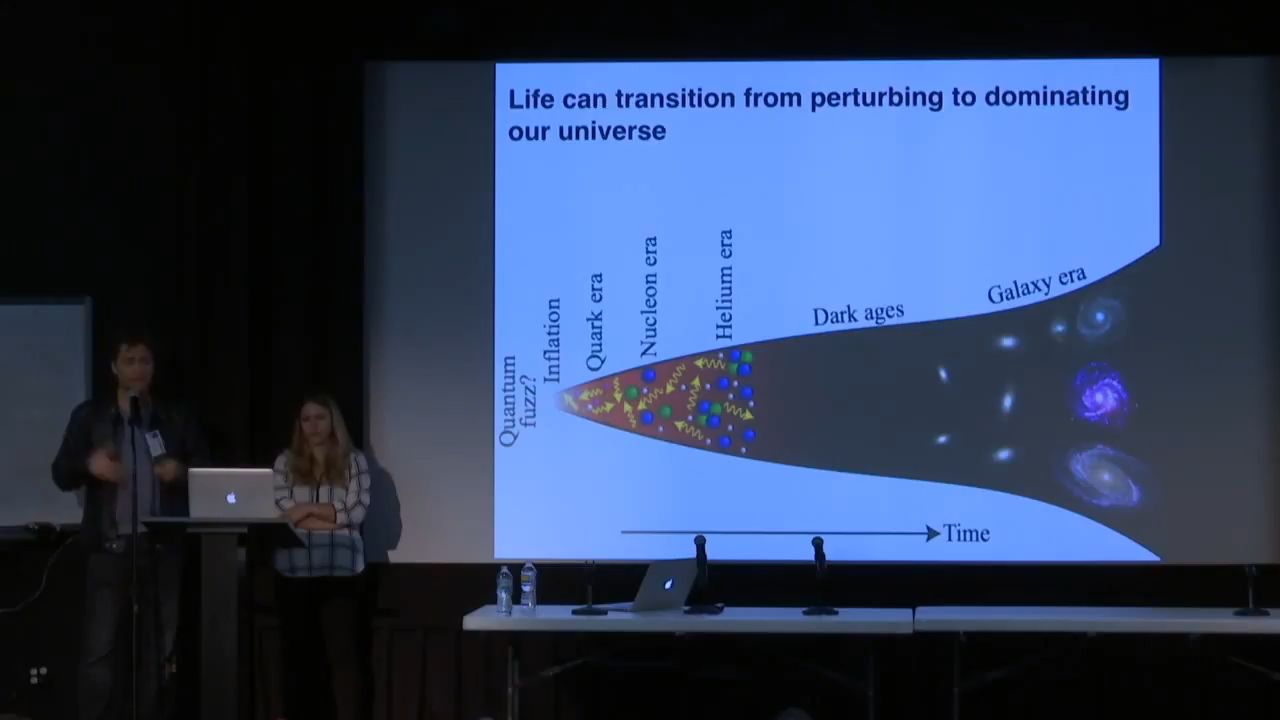 Life can transition from perturbing to dominating
our universe
Quantum
fuzz?
Inflation
Quark era
Nucleon era
Helium era
Dark ages
Galaxy era
Time